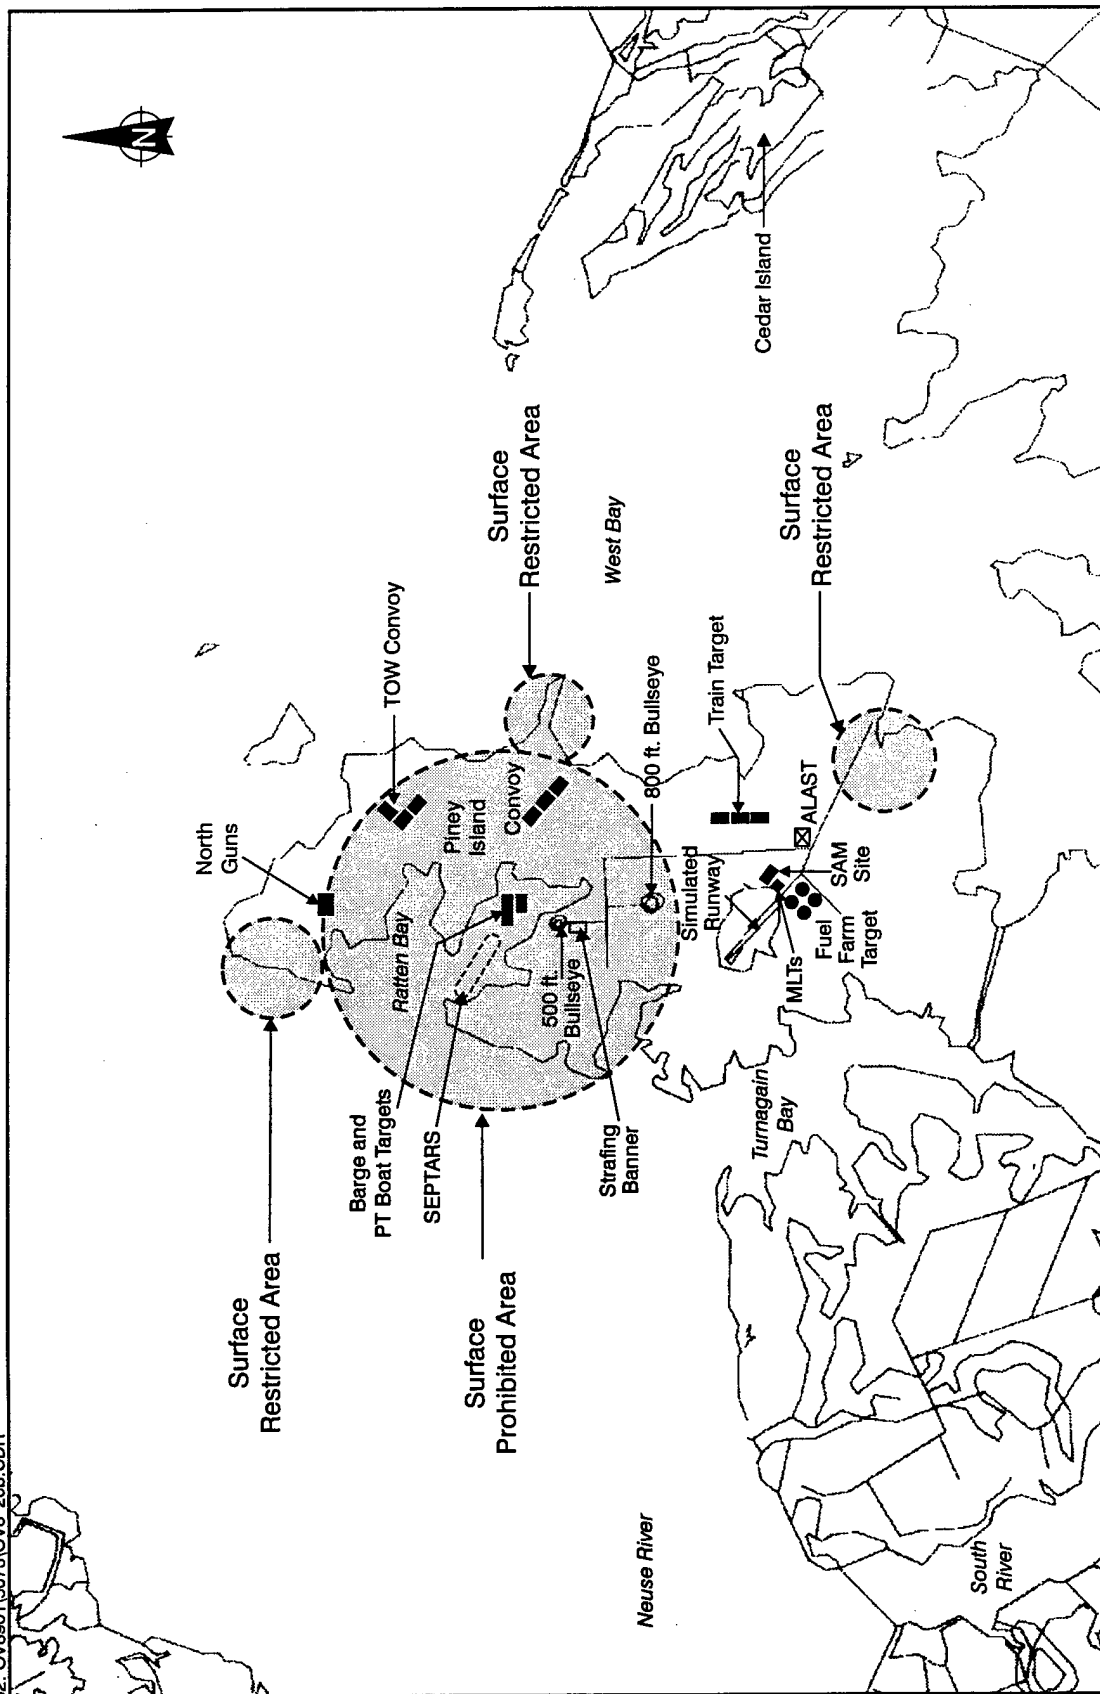 N
North
Guns
TOW Convoy
Surface
Restricted Area
Ratten Bay
Piney
Island
Convoy
Surface
Restricted Area
West Bay
Barge and
PT Boat Targets
SEPTARS
Surface
Prohibited Area
500 ft.
Bullseye
Strafing
Banner
800 ft. Bullseye
Simulated
Runway
Train Target
Cedar Island
Surface
Restricted Area
ALAST
SAM
Site
MLTs
Fuel
Farm
Target
Turnagain
Bay
Neuse River
South
River